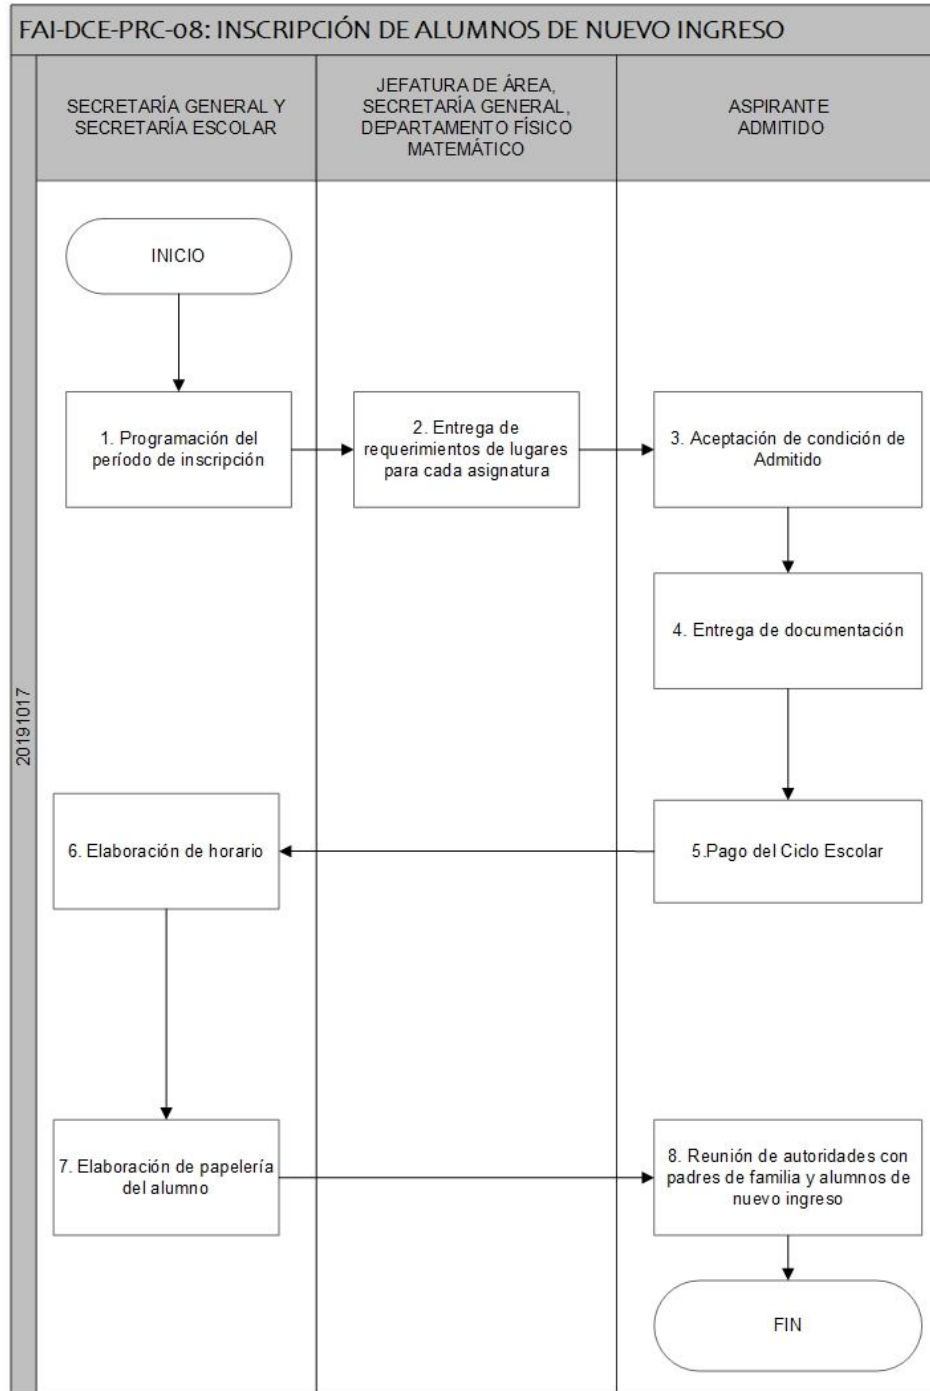 FAI-DCE-PRC-08: INSCRIPCIÓN DE ALUMNOS DE NUEVO INGRESO
SECRETARÍA GENERAL Y
SECRETARÍA ESCOLAR
JEFATURA DE ÁREA,
SECRETARÍA GENERAL,
DEPARTAMENTO FÍSICO
MATEMÁTICO
ASPIRANTE
ADMITIDO
20191017
INICIO
1. Programación del
período de inscripción
2. Entrega de
requerimientos de lugares
para cada asignatura
3. Aceptación de condición de
Admitido
4. Entrega de documentación
5.Pago del Ciclo Escolar
6. Elaboración de horario
7. Elaboración de papelería
del alumno
8. Reunión de autoridades con
padres de familia y alumnos de
nuevo ingreso
FIN